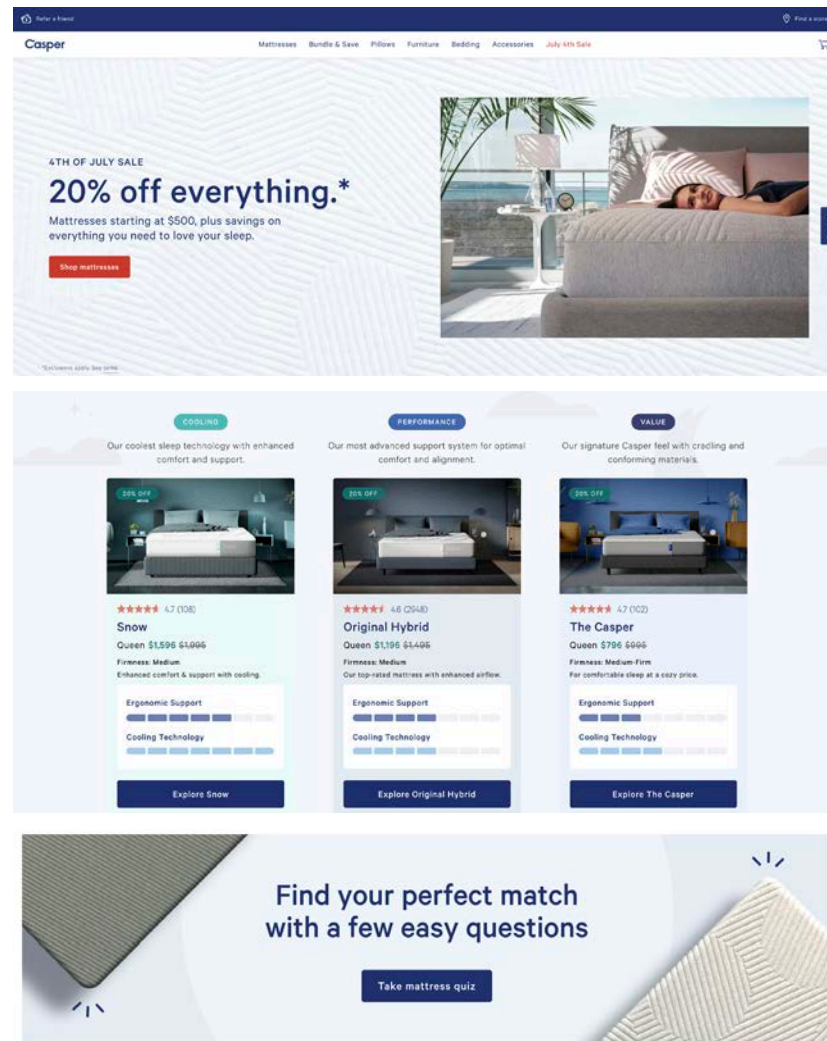 Refer a friend
Find a store
Casper
Mattresses Bundle & Save Pillows Furniture Bedding Accessories July 4th Sale
4TH OF JULY SALE
20% off everything.*
Mattresses starting at $500, plus savings on
everything you need to love your sleep.
Shop mattresses
*Exclusions apply. See terms
COOLING
Our coolest sleep technology with enhanced
comfort and support.
20% OFF
4.7 (108)
Snow
Queen $1,596 $1,995
Firmness: Medium
Enhanced comfort & support with cooling.
Ergonomic Support
Cooling Technology
Explore Snow
PERFORMANCE
Our most advanced support system for optimal
comfort and alignment.
20% OFF
4.6 (2948)
Original Hybrid
Queen $1,196 $1,495
Firmness: Medium
Our top-rated mattress with enhanced airflow.
Ergonomic Support
Cooling Technology
Explore Original Hybrid
VALUE
Our signature Casper feel with cradling and
conforming materials.
20% OFF
4.7 (102)
The Casper
Queen $796 $995
Firmness: Medium-Firm
For comfortable sleep at a cozy price.
Ergonomic Support
Cooling Technology
Explore The Casper
Find your perfect match
with a few easy questions
Take mattress quiz